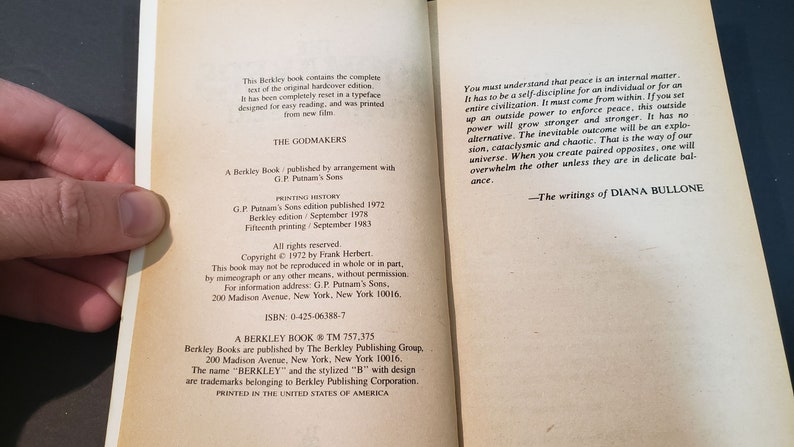 This Berkley book contains the complete
text of the original hardcover edition.
It has been completely reset in a typeface
designed for easy reading, and was printed
from new film.
THE GODMAKERS
A Berkley Book / published by arrangement with
G.P. Putnam's Sons
PRINTING HISTORY
G.P. Putnam's Sons edition published 1972
Berkley edition / September 1978
Fifteenth printing / September 1983
All rights reserved.
Copyright © 1972 by Frank Herbert.
This book may not be reproduced in whole or in part,
by mimeograph or any other means, without permission.
For information address: G.P. Putnam's Sons,
200 Madison Avenue, New York, New York 10016.
ISBN: 0-425-06388-7
A BERKLEY BOOK ® TM 757,375
Berkley Books are published by The Berkley Publishing Group,
200 Madison Avenue, New York, New York 10016.
The name "BERKLEY" and the stylized "B" with design
are trademarks belonging to Berkley Publishing Corporation.
PRINTED IN THE UNITED STATES OF AMERICA
You must understand that peace is an internal matter.
It has to be a self-discipline for an individual or for an
entire civilization. It must come from within. If you set
up an outside power to enforce peace, this outside
power will grow stronger and stronger. It has no
alternative. The inevitable outcome will be an explo-
sion, cataclysmic and chaotic. That is the way of our
universe. When you create paired opposites, one will
overwhelm the other unless they are in delicate bal-
ance.
—The writings of DIANA BULLONE